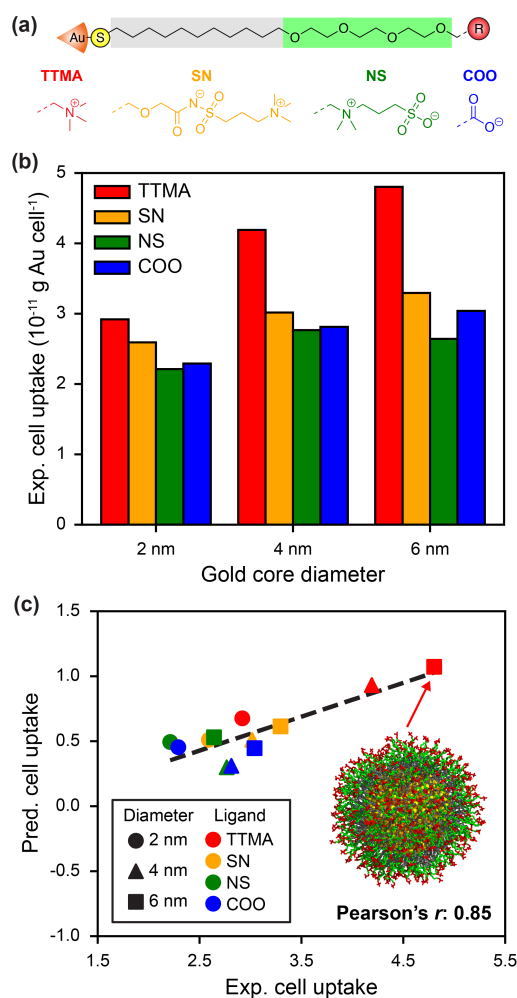 (a)
Au S O O O O R
TTMA SN NS COO
N⊕ O O N⊖ O S O N⊕ N⊕ O S O O⊖ O O⊖
(b)
Exp. cell uptake (10⁻¹¹ g Au cell⁻¹)
5
4
3
2
1
0
TTMA
SN
NS
COO
2 nm 4 nm 6 nm
Gold core diameter
(c)
Pred. cell uptake
1.5
1.0
0.5
0.0
-0.5
-1.0
Diameter Ligand
2 nm TTMA
4 nm SN
6 nm NS
COO
Pearson's r: 0.85
1.5 2.5 3.5 4.5 5.5
Exp. cell uptake